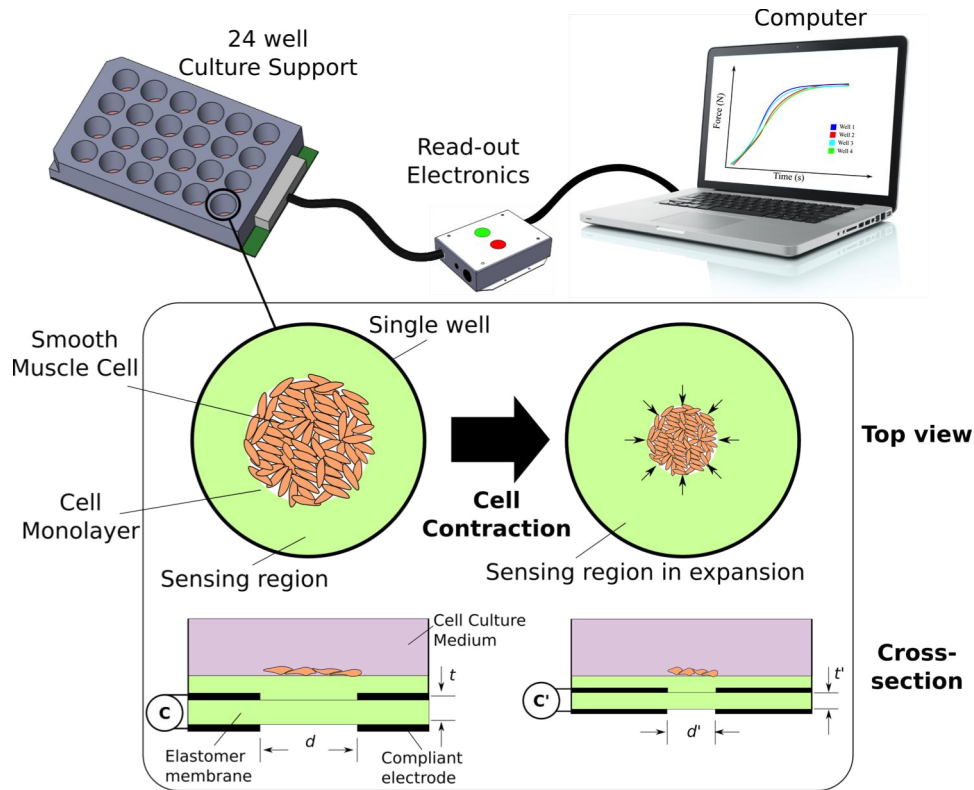 24 well
Culture Support
Computer
Force (N)
Well 1
Well 2
Well 3
Well 4
Time (s)
Read-out
Electronics
Smooth
Muscle Cell
Single well
Cell
Monolayer
Sensing region
Cell
Contraction
Sensing region in expansion
Top view
Cell Culture
Medium
t
C
d
Elastomer
membrane
Compliant
electrode
t'
C'
d'
Cross-
section